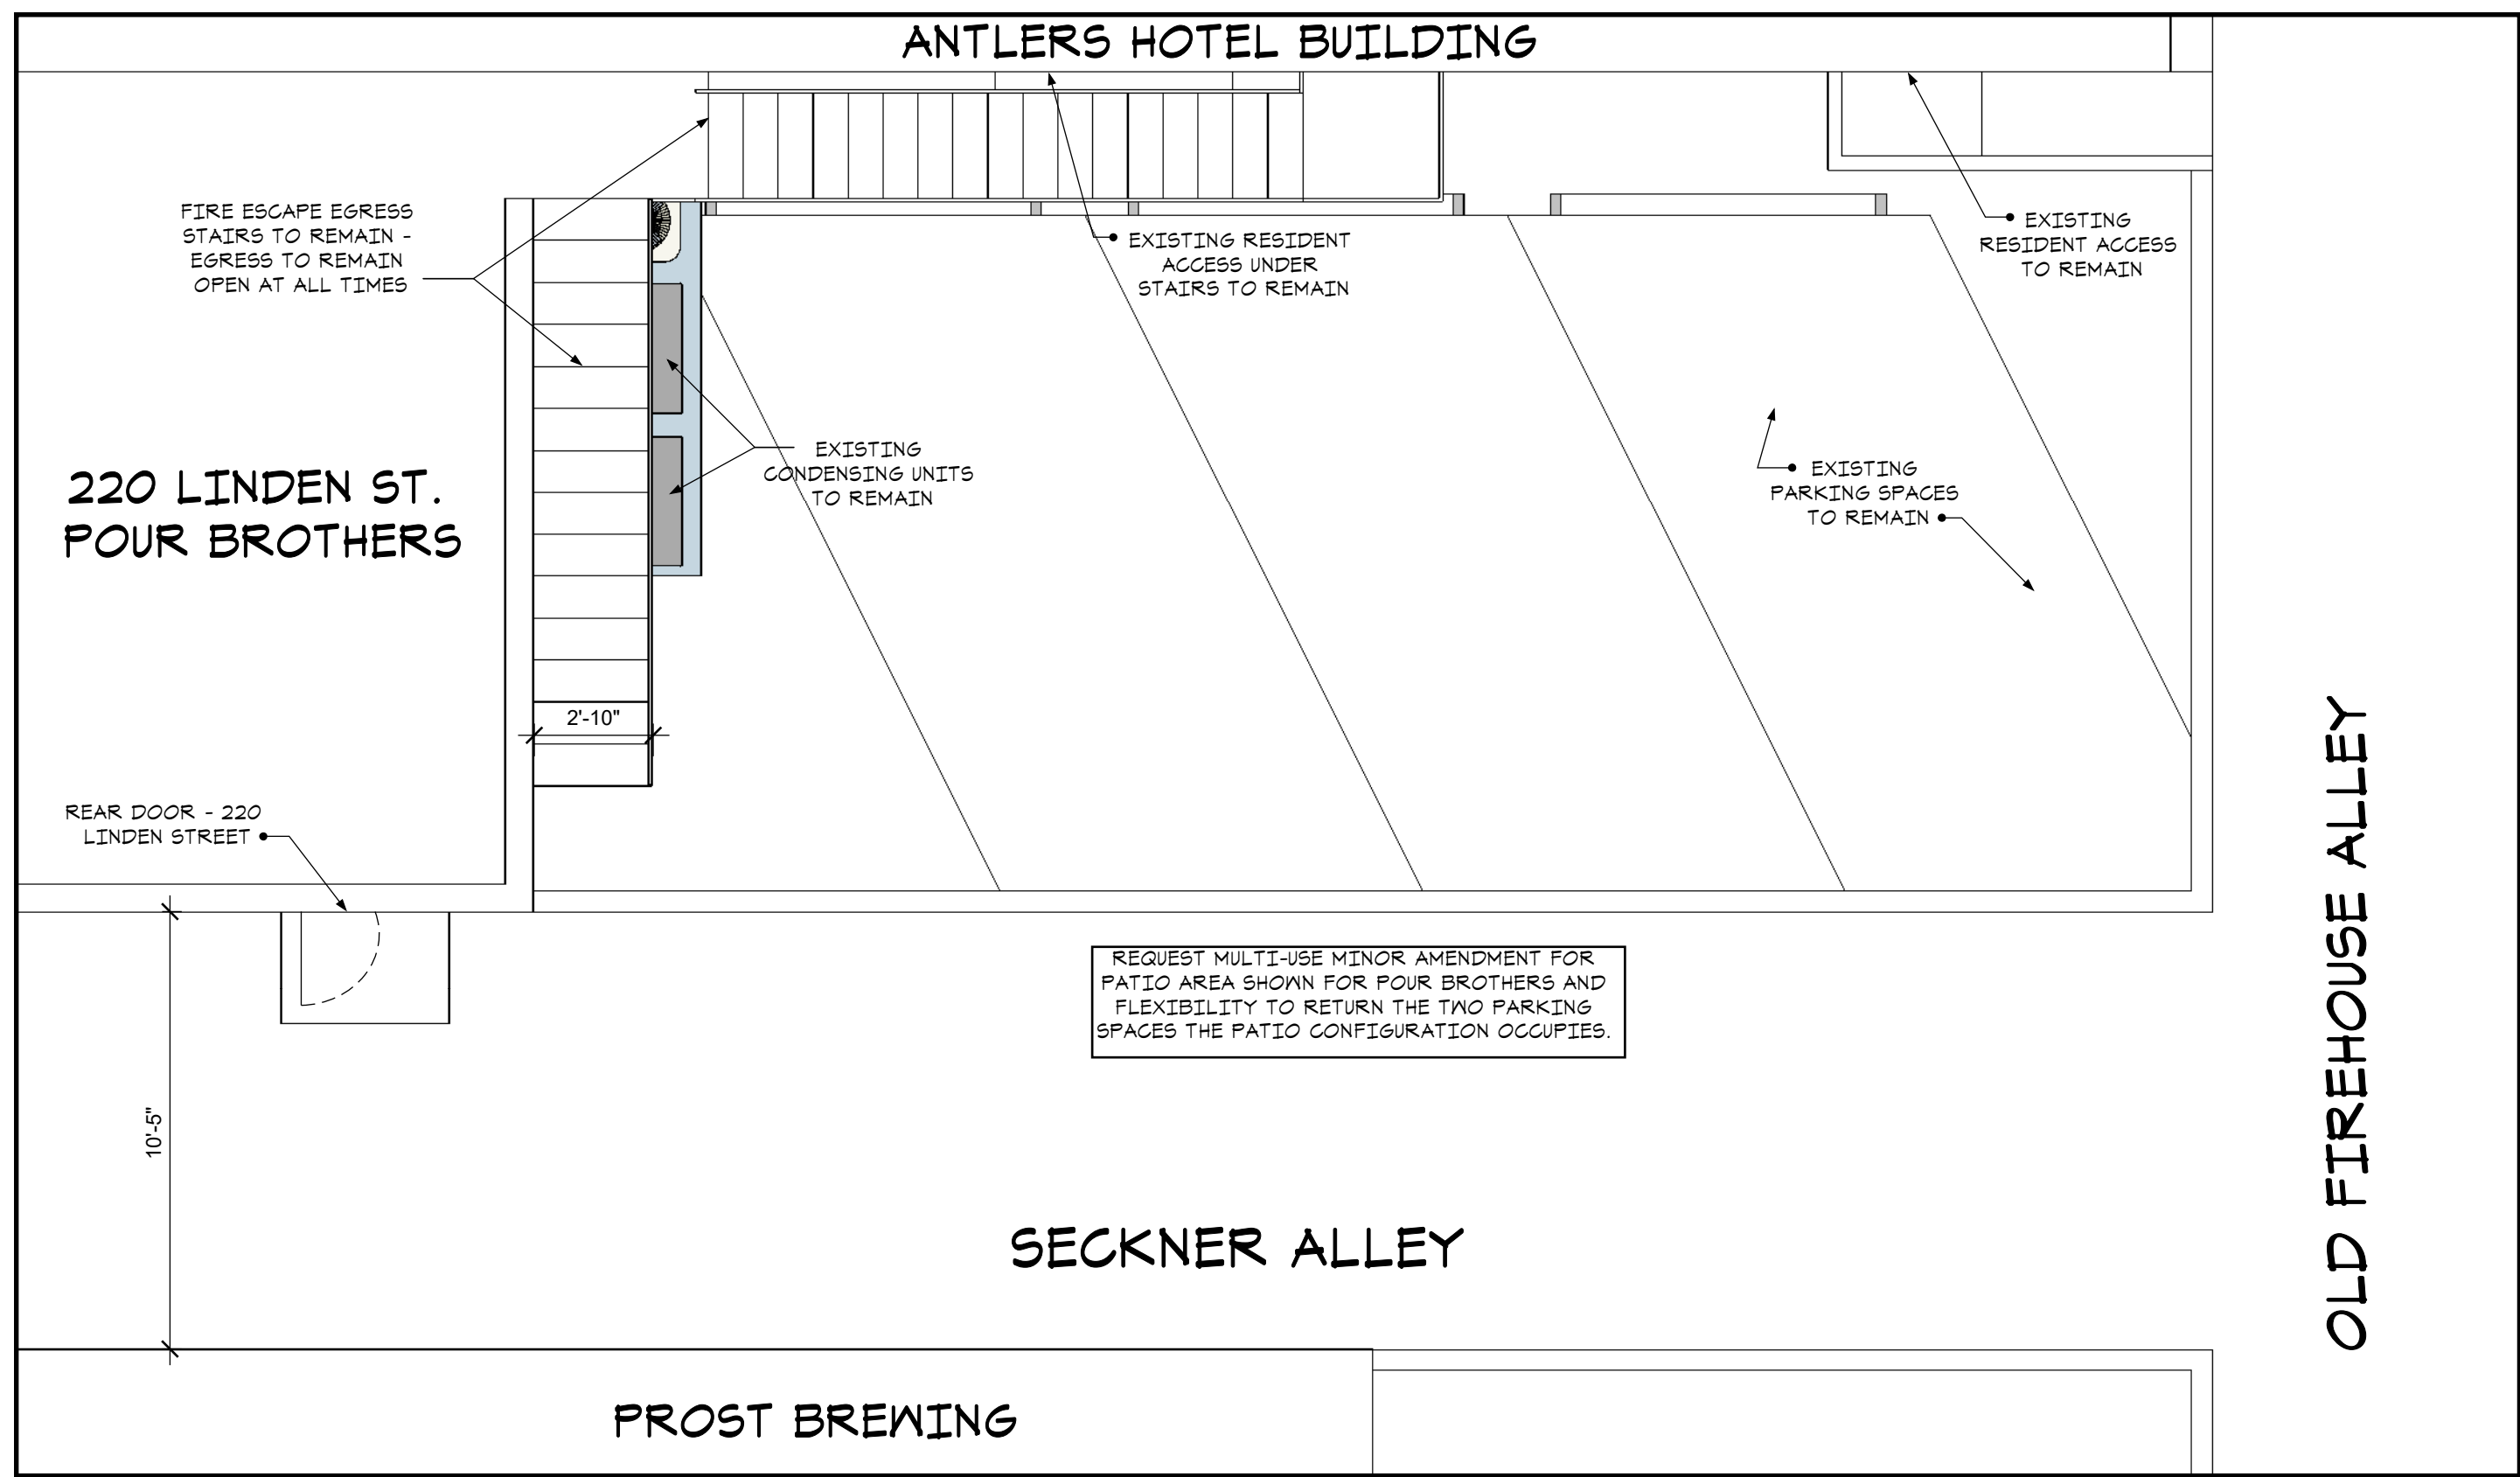 ANTLERS HOTEL BUILDING
FIRE ESCAPE EGRESS
STAIRS TO REMAIN -
EGRESS TO REMAIN
OPEN AT ALL TIMES
EXISTING RESIDENT
ACCESS UNDER
STAIRS TO REMAIN
EXISTING
RESIDENT ACCESS
TO REMAIN
220 LINDEN ST.
POUR BROTHERS
EXISTING
CONDENSING UNITS
TO REMAIN
EXISTING
PARKING SPACES
TO REMAIN
2'-10"
REAR DOOR - 220
LINDEN STREET
REQUEST MULTI-USE MINOR AMENDMENT FOR
PATIO AREA SHOWN FOR POUR BROTHERS AND
FLEXIBILITY TO RETURN THE TWO PARKING
SPACES THE PATIO CONFIGURATION OCCUPIES.
10'-5"
SECKNER ALLEY
OLD FIREHOUSE ALLEY
PROST BREWING